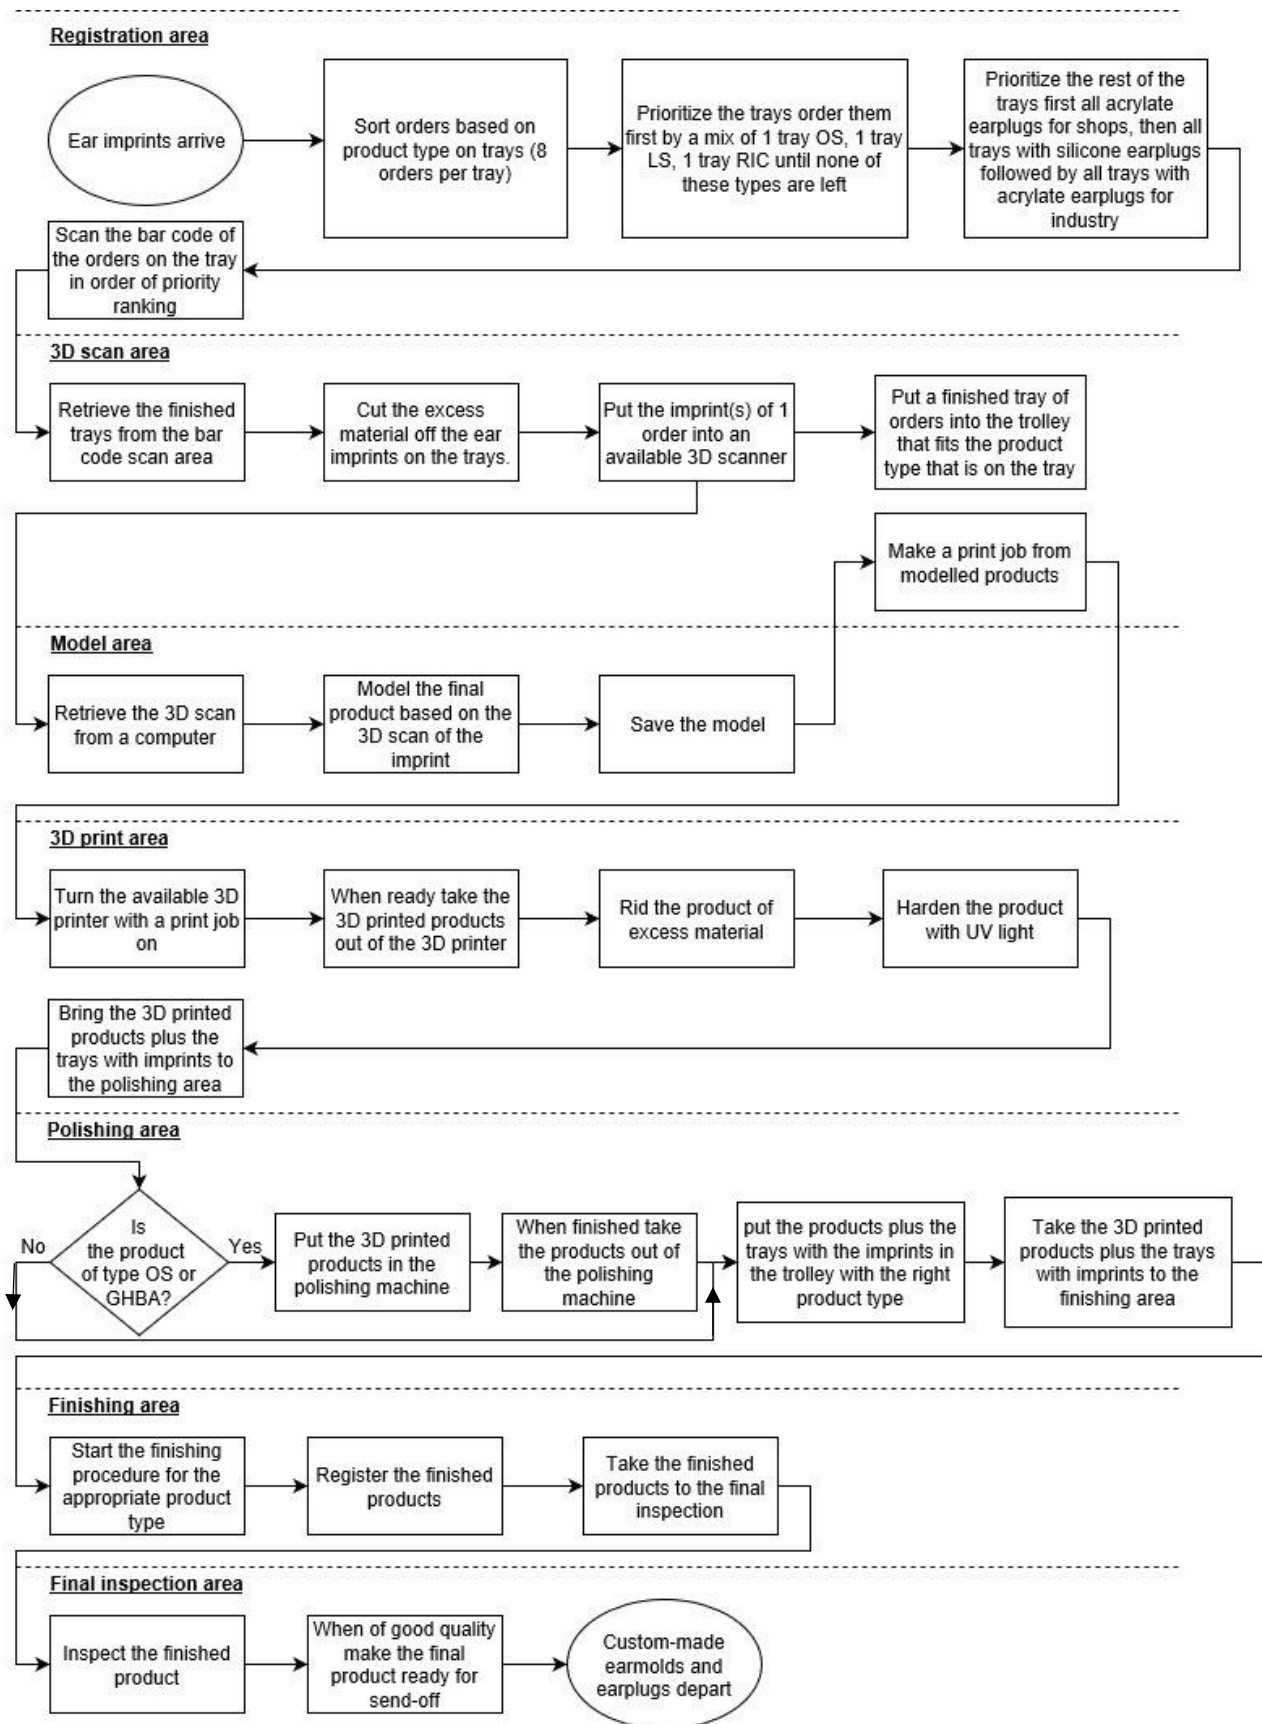 Registration area
Ear imprints arrive
Sort orders based on
product type on trays (8
orders per tray)
Prioritize the trays order them
first by a mix of 1 tray OS, 1 tray
LS, 1 tray RIC until none of
these types are left
Prioritize the rest of the
trays first all acrylate
earplugs for shops, then all
trays with silicone earplugs
followed by all trays with
acrylate earplugs for
industry
Scan the bar code of
the orders on the tray
in order of priority
ranking
3D scan area
Retrieve the finished
trays from the bar
code scan area
Cut the excess
material off the ear
imprints on the trays.
Put the imprint(s) of 1
order into an
available 3D scanner
Put a finished tray of
orders into the trolley
that fits the product
type that is on the tray
Make a print job from
modelled products
Model area
Retrieve the 3D scan
from a computer
Model the final
product based on the
3D scan of the
imprint
Save the model
3D print area
Turn the available 3D
printer with a print job
on
When ready take the
3D printed products
out of the 3D printer
Rid the product of
excess material
Harden the product
with UV light
Bring the 3D printed
products plus the
trays with imprints to
the polishing area
Polishing area
No
Is
the product
of type OS or
GHBA?
Yes
Put the 3D printed
products in the
polishing machine
When finished take
the products out of
the polishing
machine
put the products plus the
trays with the imprints in
the trolley with the right
product type
Take the 3D printed
products plus the trays
with imprints to the
finishing area
Finishing area
Start the finishing
procedure for the
appropriate product
type
Register the finished
products
Take the finished
products to the final
inspection
Final inspection area
Inspect the finished
product
When of good quality
make the final
product ready for
send-off
Custom-made
earmolds and
earplugs depart